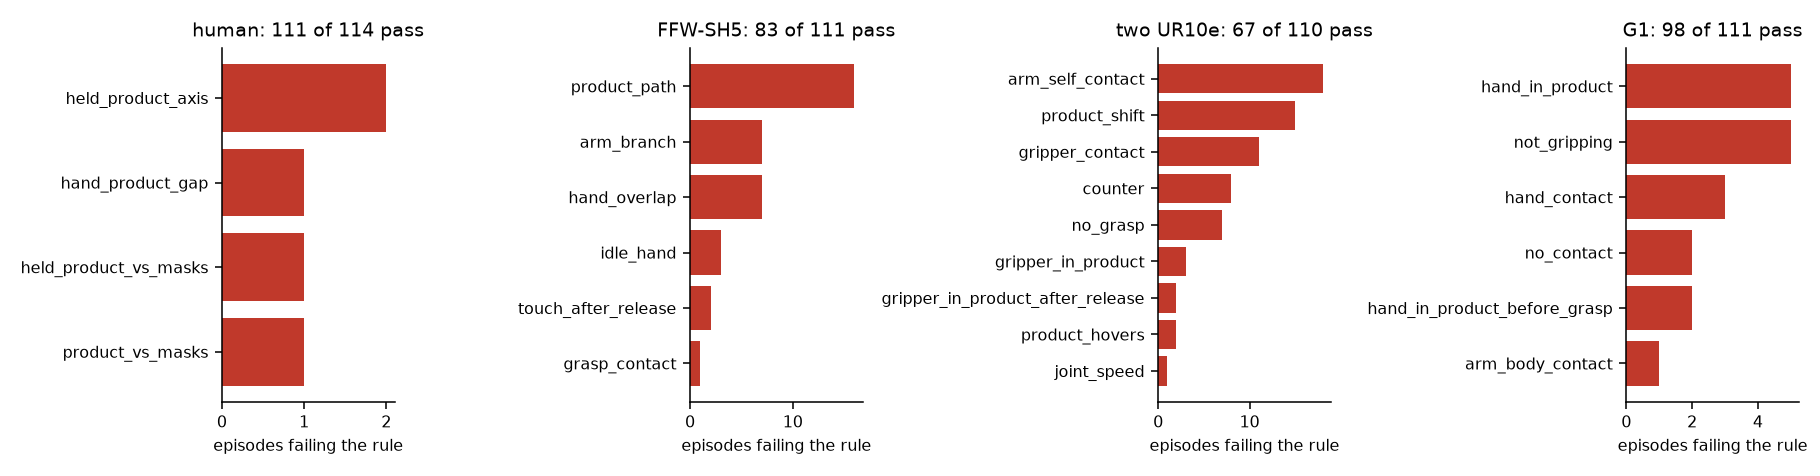 human: 111 of 114 pass
held_product_axis
hand_product_gap
held_product_vs_masks
product_vs_masks
0 1 2
episodes failing the rule
FFW-SH5: 83 of 111 pass
product_path
arm_branch
hand_overlap
idle_hand
touch_after_release
grasp_contact
0 10
episodes failing the rule
two UR10e: 67 of 110 pass
arm_self_contact
product_shift
gripper_contact
counter
no_grasp
gripper_in_product
gripper_in_product_after_release
product_hovers
joint_speed
0 10
episodes failing the rule
G1: 98 of 111 pass
hand_in_product
not_gripping
hand_contact
no_contact
hand_in_product_before_grasp
arm_body_contact
0 2 4
episodes failing the rule